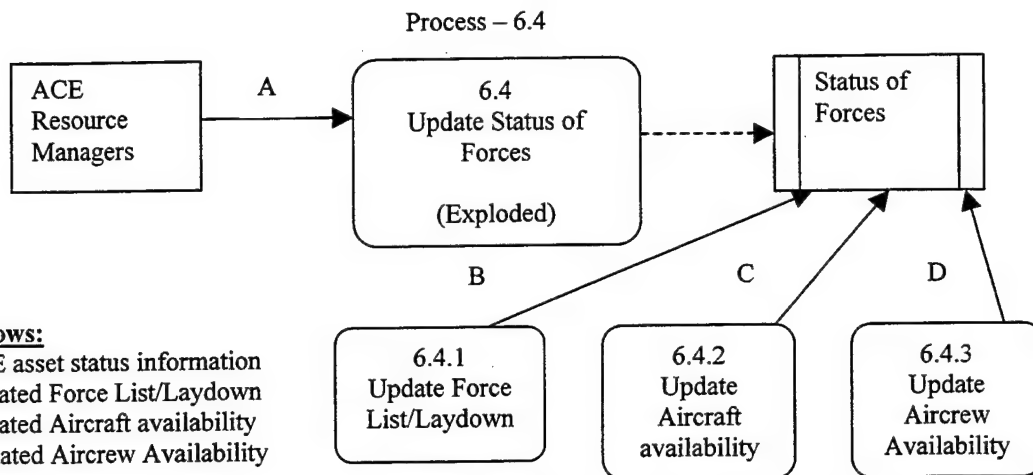 Process – 6.4
ACE
Resource
Managers
A
6.4
Update Status of
Forces
(Exploded)
Status of
Forces
B
C
D
ows:
E asset status information
ated Force List/Laydown
ated Aircraft availability
ated Aircrew Availability
6.4.1
Update Force
List/Laydown
6.4.2
Update
Aircraft
availability
6.4.3
Update
Aircrew
Availability